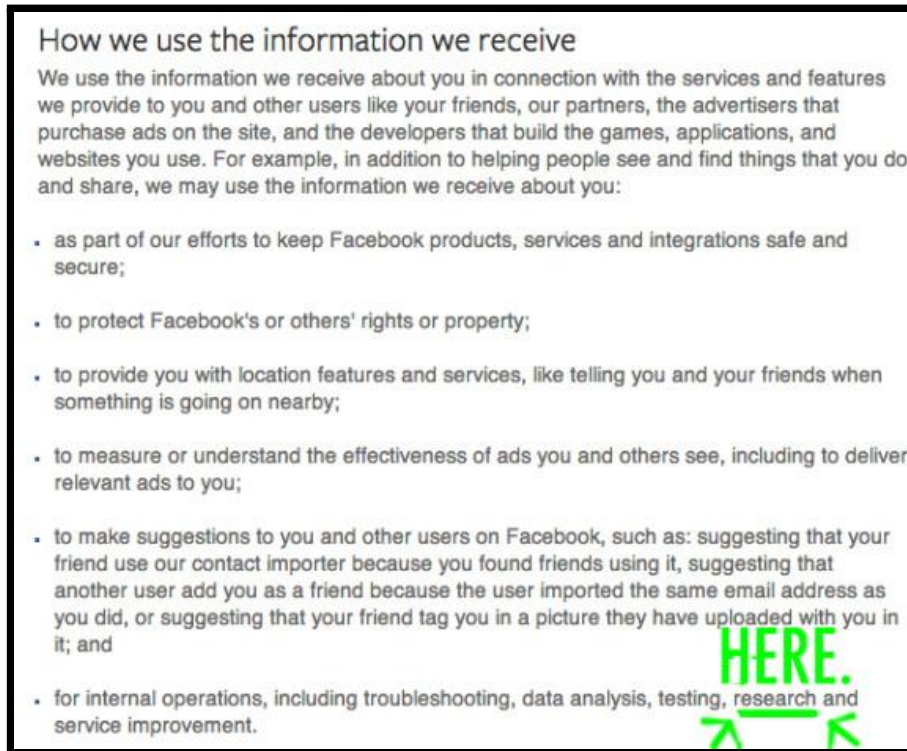 How we use the information we receive
We use the information we receive about you in connection with the services and features
we provide to you and other users like your friends, our partners, the advertisers that
purchase ads on the site, and the developers that build the games, applications, and
websites you use. For example, in addition to helping people see and find things that you do
and share, we may use the information we receive about you:
▪ as part of our efforts to keep Facebook products, services and integrations safe and
secure;
▪ to protect Facebook's or others' rights or property;
▪ to provide you with location features and services, like telling you and your friends when
something is going on nearby;
▪ to measure or understand the effectiveness of ads you and others see, including to deliver
relevant ads to you;
▪ to make suggestions to you and other users on Facebook, such as: suggesting that your
friend use our contact importer because you found friends using it, suggesting that
another user add you as a friend because the user imported the same email address as
you did, or suggesting that your friend tag you in a picture they have uploaded with you in
it; and
HERE.
▪ for internal operations, including troubleshooting, data analysis, testing, research and
service improvement.